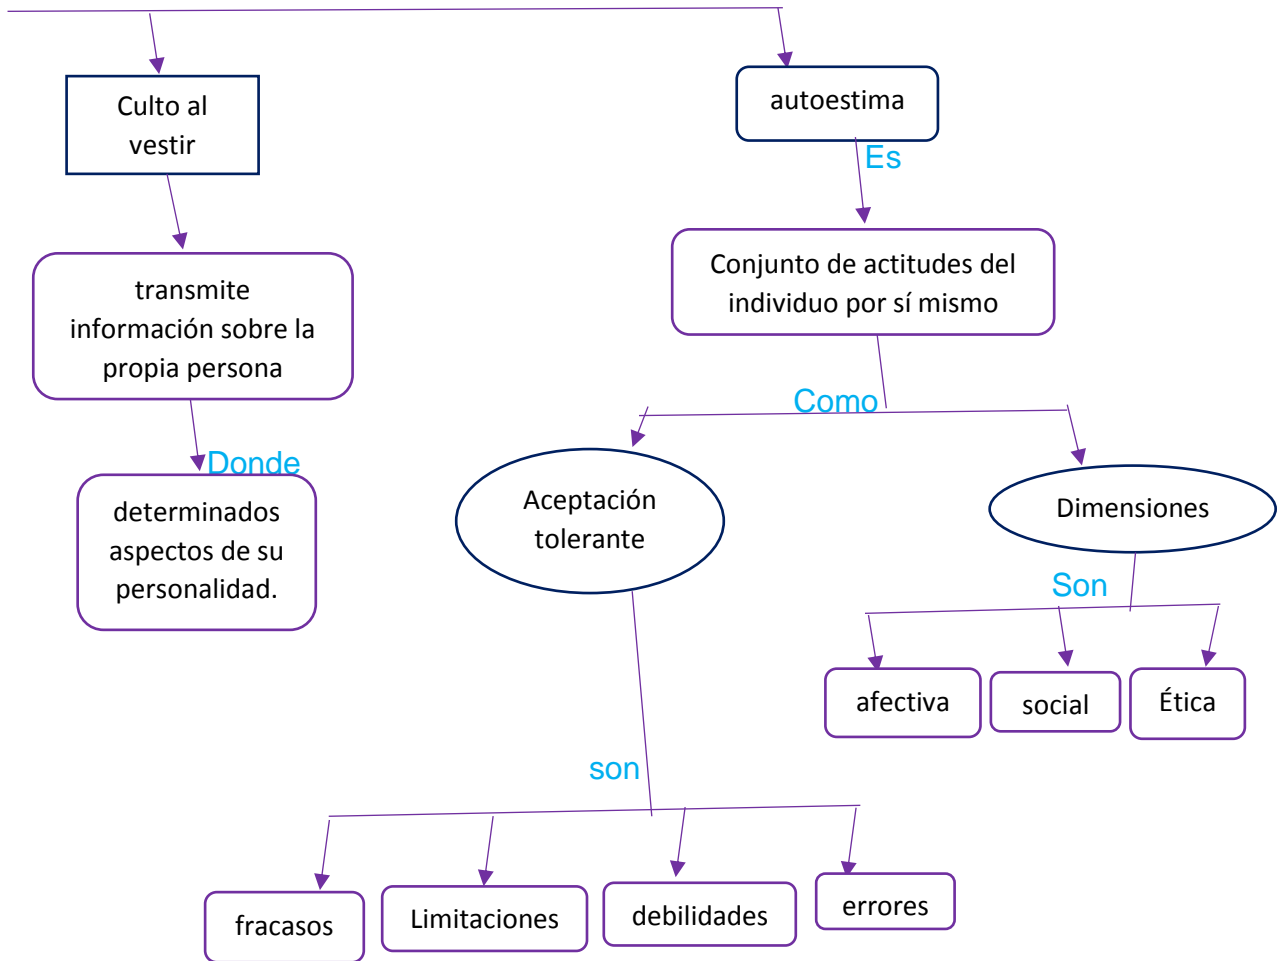 Culto al
vestir
autoestima
Es
transmite
información sobre la
propia persona
Conjunto de actitudes del
individuo por sí mismo
Donde
Como
determinados
aspectos de su
personalidad.
Aceptación
tolerante
Dimensiones
Son
afectiva
social
Ética
son
fracasos
Limitaciones
debilidades
errores